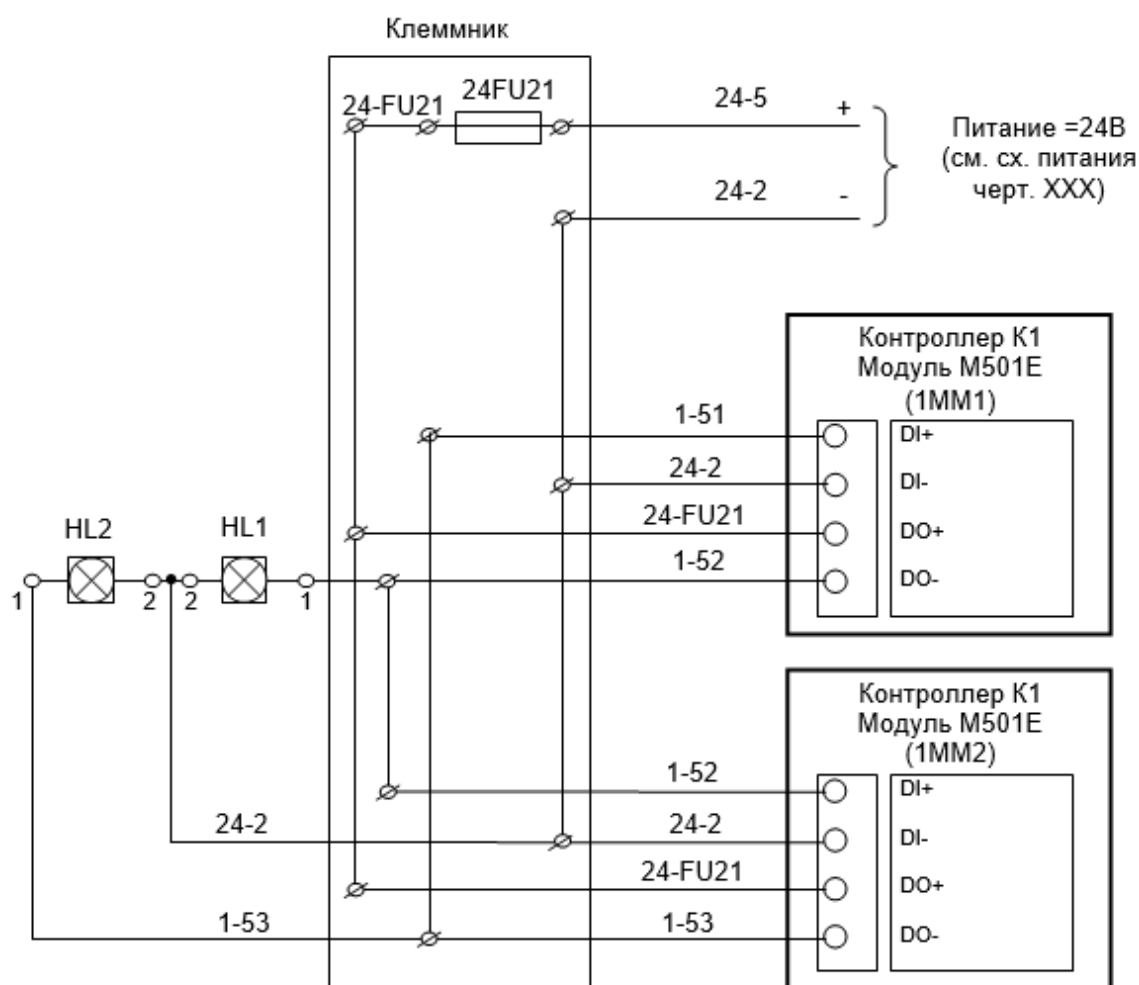 Клеммник
24-FU21
24FU21
24-5
+
24-2
-
Питание =24В
(см. сх. питания
черт. XXX)
Контроллер К1
Модуль М501Е
(1ММ1)
1-51
DI+
24-2
DI-
24-FU21
DO+
1-52
DO-
HL2
HL1
1
2
2
1
Контроллер К1
Модуль М501Е
(1ММ2)
1-52
DI+
24-2
24-2
DI-
24-FU21
DO+
1-53
1-53
DO-